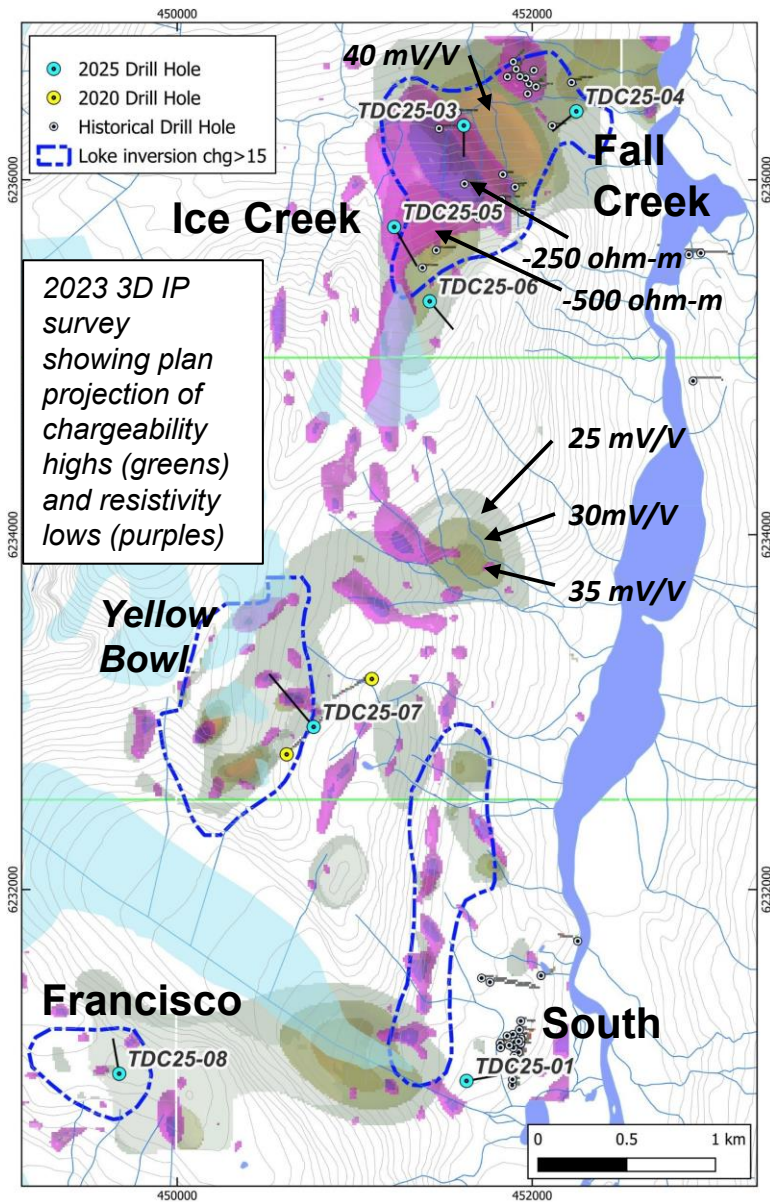 450000
452000
2025 Drill Hole
2020 Drill Hole
Historical Drill Hole
Loke inversion chg>15
40 mV/V
TDC25-03
TDC25-04
Fall
Creek
6236000
6236000
Ice Creek
TDC25-05
-250 ohm-m
-500 ohm-m
TDC25-06
2023 3D IP
survey
showing plan
projection of
chargeability
highs (greens)
and resistivity
lows (purples)
25 mV/V
30mV/V
35 mV/V
6234000
6234000
Yellow
Bowl
TDC25-07
6232000
6232000
Francisco
South
TDC25-08
TDC25-01
0 0.5 1 km
450000
452000